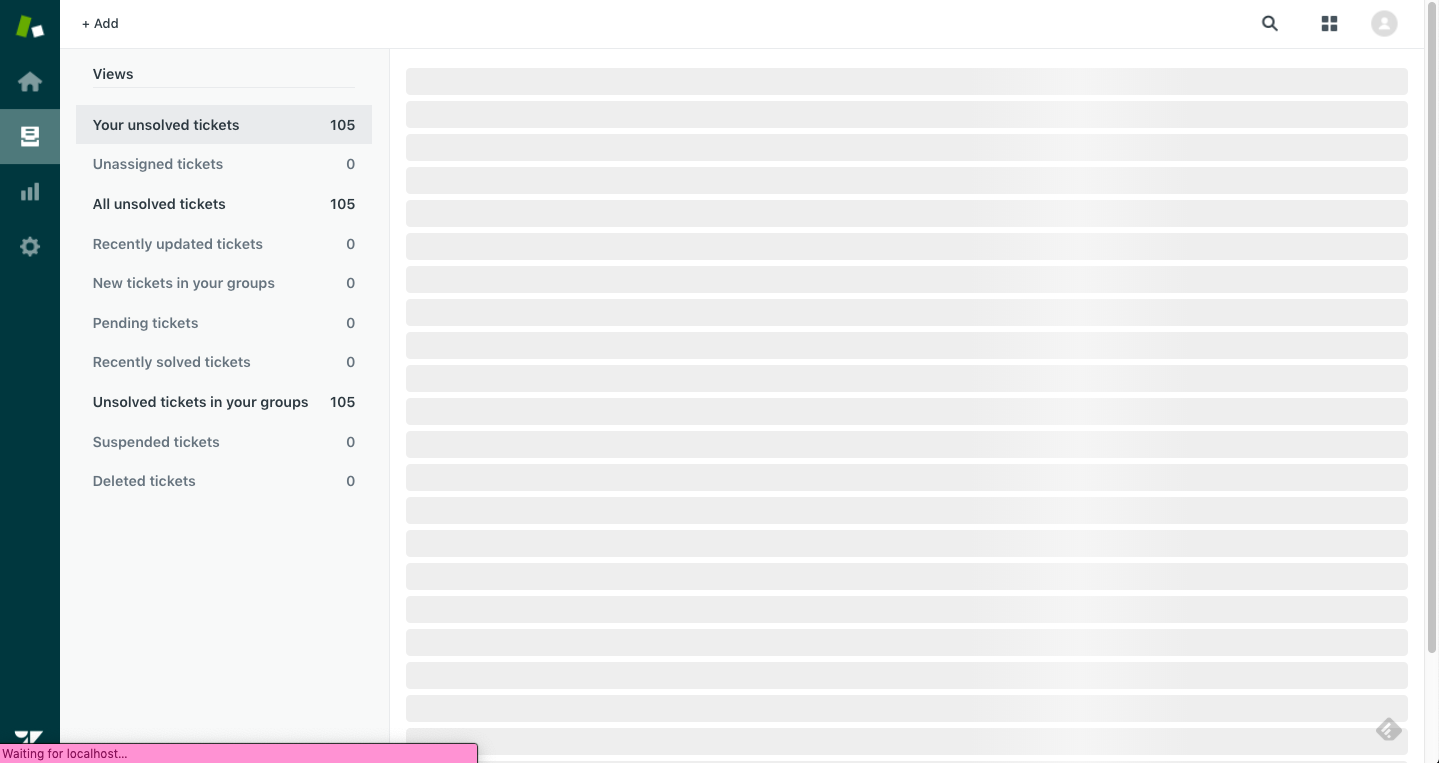 + Add
Views
Your unsolved tickets 105
Unassigned tickets 0
All unsolved tickets 105
Recently updated tickets 0
New tickets in your groups 0
Pending tickets 0
Recently solved tickets 0
Unsolved tickets in your groups 105
Suspended tickets 0
Deleted tickets 0
Waiting for localhost...